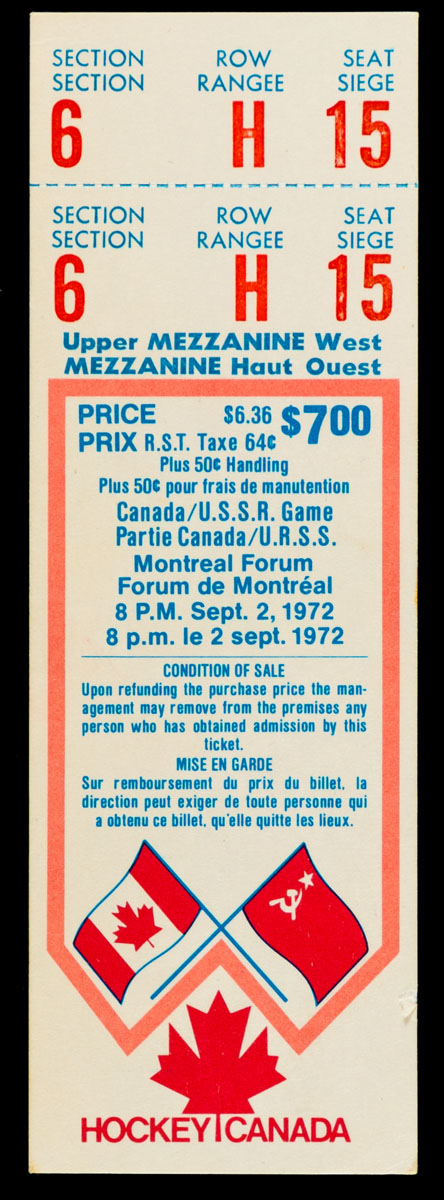 SECTION ROW SEAT
SECTION RANGEE SIEGE
6 H 15
SECTION ROW SEAT
SECTION RANGEE SIEGE
6 H 15
Upper MEZZANINE West
MEZZANINE Haut Ouest
PRICE $6.36 $7.00
PRIX R.S.T. Taxe 64¢
Plus 50¢ Handling
Plus 50¢ pour frais de manutention
Canada/U.S.S.R. Game
Partie Canada/U.R.S.S.
Montreal Forum
Forum de Montréal
8 P.M. Sept. 2, 1972
8 p.m. le 2 sept. 1972
CONDITION OF SALE
Upon refunding the purchase price the man-
agement may remove from the premises any
person who has obtained admission by this
ticket.
MISE EN GARDE
Sur remboursement du prix du billet, la
direction peut exiger de toute personne qui
a obtenu ce billet, qu'elle quitte les lieux.
HOCKEY CANADA